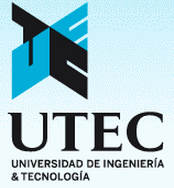 UTEC
UNIVERSIDAD DE INGENIERÍA
& TECNOLOGÍA